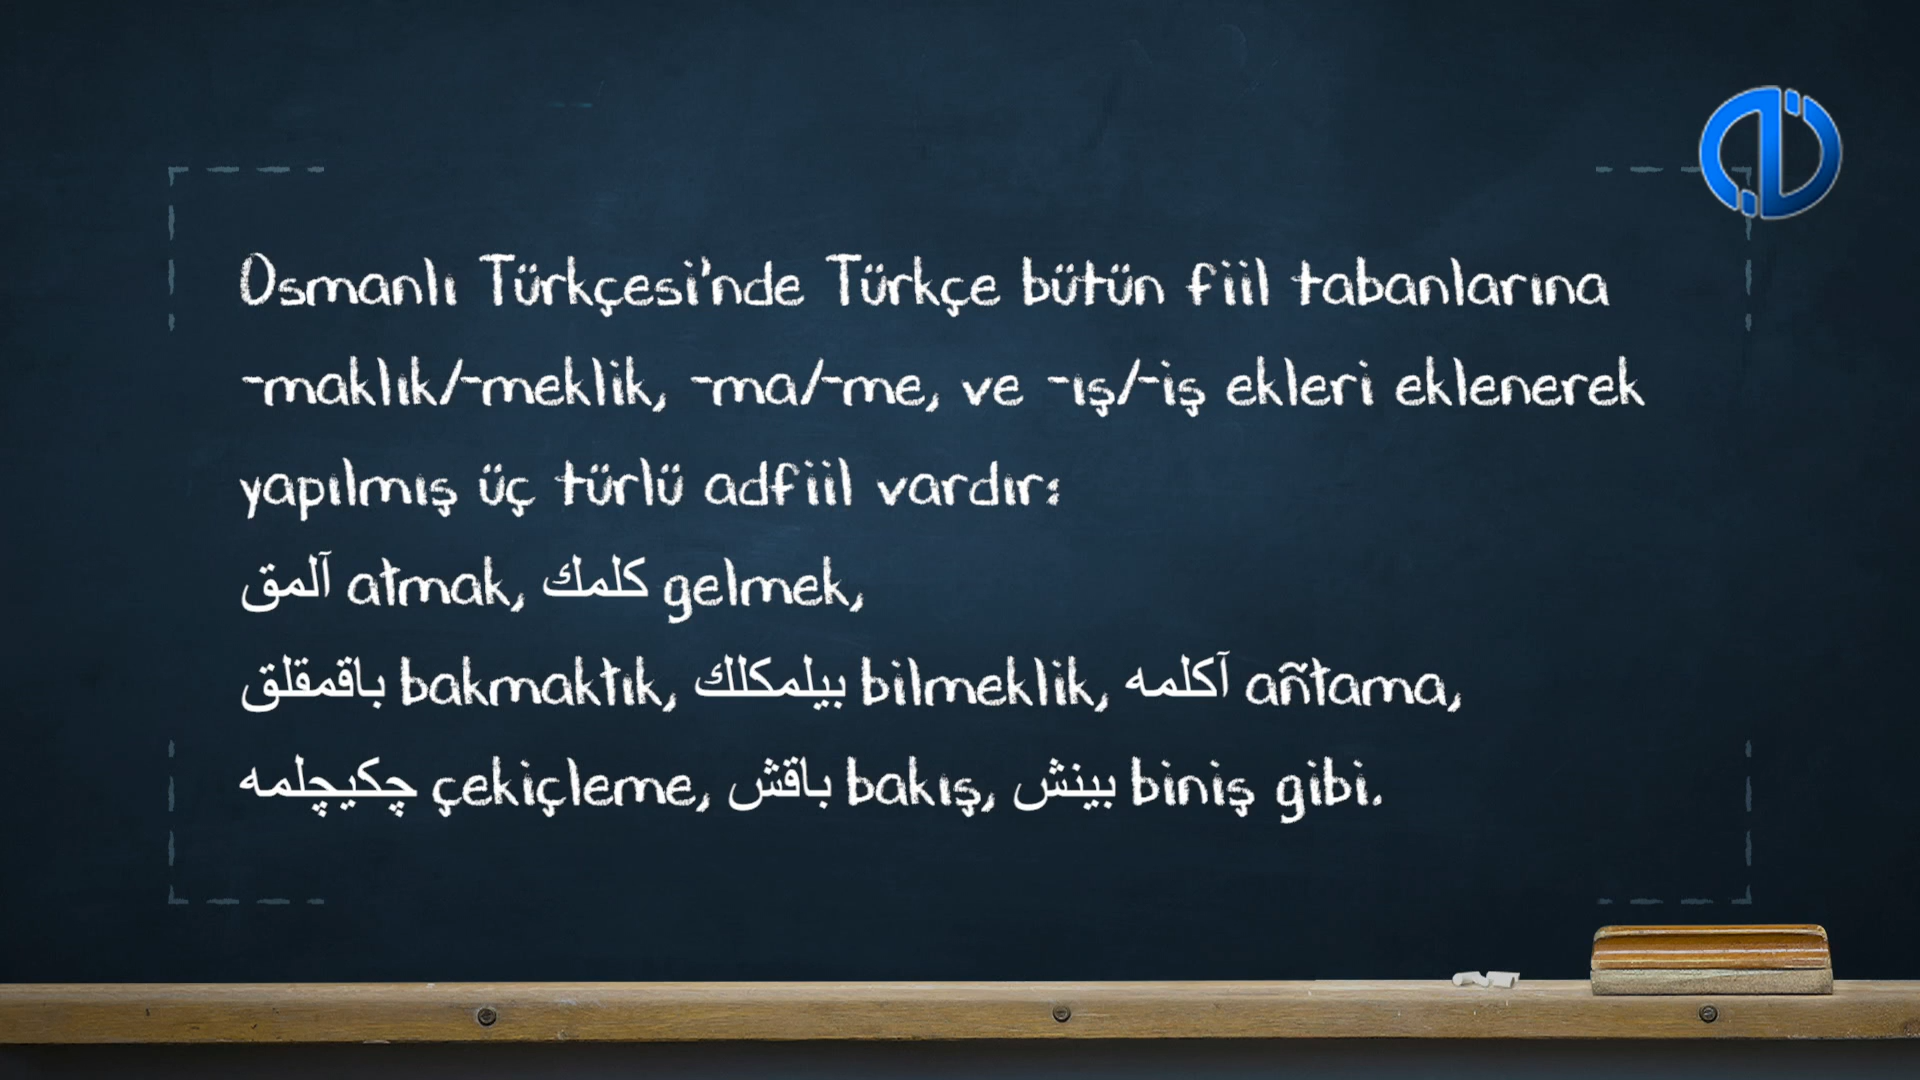 Osmanlı Türkçesi'nde Türkçe bütün fiil tabanlarına
-maklık/-meklik, -ma/-me, ve -ış/-iş ekleri eklenerek
yapılmış üç türlü adfiil vardır:
آلمق atmak, كلمك gelmek,
باقمقلق bakmaktık, بيلمكلك bilmeklik, آكلمه añtama,
چكيچلمه çekiçleme, باقش bakış, بينش biniş gibi.